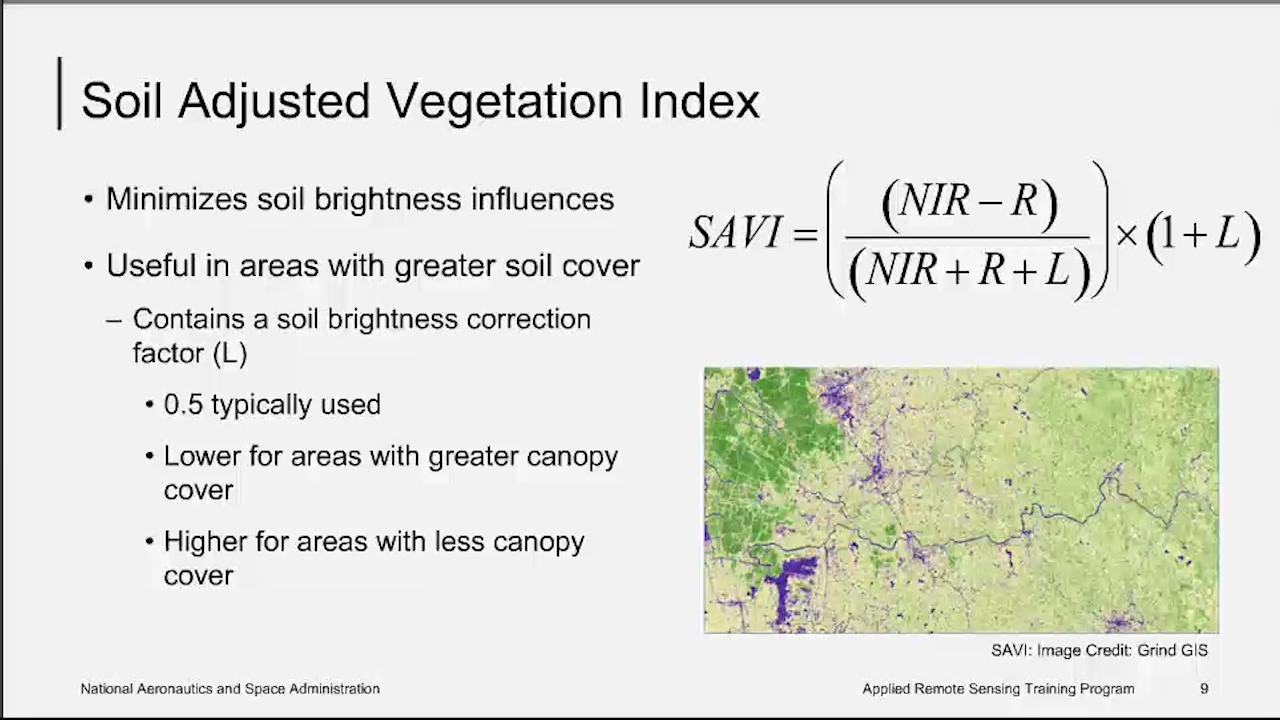 Soil Adjusted Vegetation Index
• Minimizes soil brightness influences
• Useful in areas with greater soil cover
– Contains a soil brightness correction
factor (L)
• 0.5 typically used
• Lower for areas with greater canopy
cover
• Higher for areas with less canopy
cover
SAVI = ((NIR − R) / (NIR + R + L)) × (1 + L)
SAVI: Image Credit: Grind GIS
National Aeronautics and Space Administration
Applied Remote Sensing Training Program
9